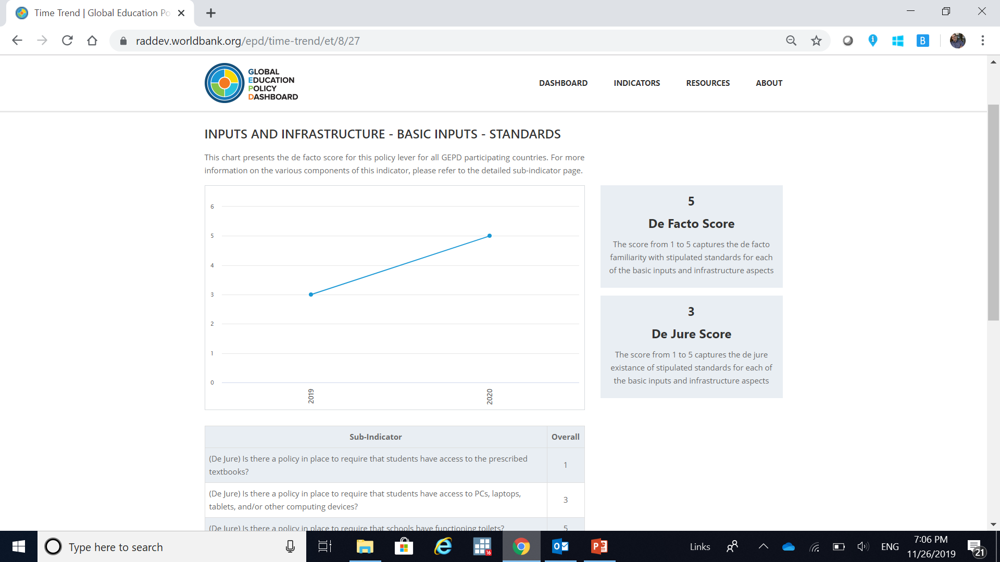 Time Trend | Global Education Po
raddev.worldbank.org/epd/time-trend/et/8/27
B
GLOBAL
EDUCATION
POLICY
DASHBOARD
DASHBOARD
INDICATORS
RESOURCES
ABOUT
INPUTS AND INFRASTRUCTURE - BASIC INPUTS - STANDARDS
This chart presents the de facto score for this policy lever for all GEPD participating countries. For more
information on the various components of this indicator, please refer to the detailed sub-indicator page.
6
5
4
3
2
1
0
2019
2020
5
De Facto Score
The score from 1 to 5 captures the de facto
familiarity with stipulated standards for each
of the basic inputs and infrastructure aspects
3
De Jure Score
The score from 1 to 5 captures the de jure
existance of stipulated standards for each of
the basic inputs and infrastructure aspects
Sub-Indicator
Overall
(De Jure) Is there a policy in place to require that students have access to the prescribed
textbooks?
1
(De Jure) Is there a policy in place to require that students have access to PCs, laptops,
tablets, and/or other computing devices?
3
(De Jure) Is there a policy in place to require that schools have functioning toilets?
5
Type here to search
16
Links
ENG
7:06 PM
11/26/2019
21